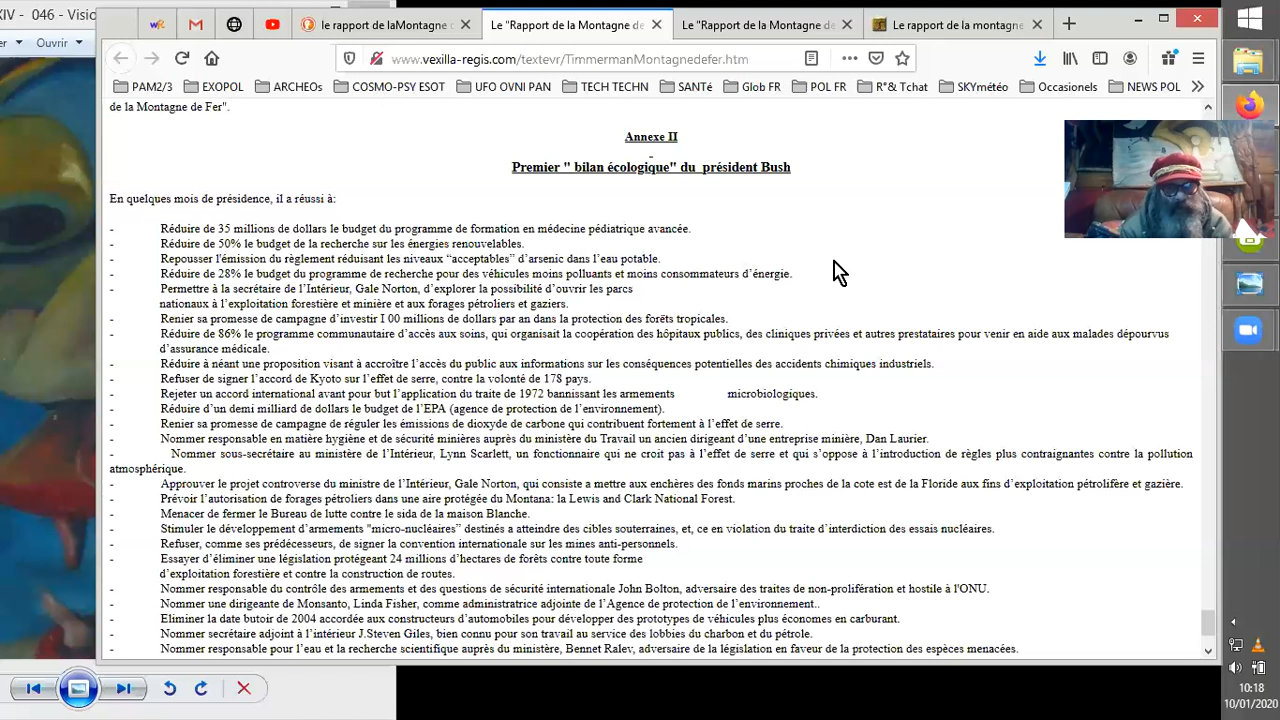 XIV - 046 - Visio
Ouvrir
le rapport de laMontagne d
Le "Rapport de la Montagne de
Le "Rapport de la Montagne de
Le rapport de la montagne
www.vexilla-regis.com/textevr/TimmermanMontagnedefer.htm
PAM2/3 EXOPOL ARCHEOs COSMO-PSY ESOT UFO OVNI PAN TECH TECHN SANTé Glob FR POL FR R°& Tchat SKYmétéo Occasionels NEWS POL
de la Montagne de Fer".
Annexe II
Premier " bilan écologique" du président Bush
En quelques mois de présidence, il a réussi à:
- Réduire de 35 millions de dollars le budget du programme de formation en médecine pédiatrique avancée.
- Réduire de 50% le budget de la recherche sur les énergies renouvelables.
- Repousser l'émission du règlement réduisant les niveaux “acceptables” d’arsenic dans l’eau potable.
- Réduire de 28% le budget du programme de recherche pour des véhicules moins polluants et moins consommateurs d’énergie.
- Permettre à la secrétaire de l’Intérieur, Gale Norton, d’explorer la possibilité d’ouvrir les parcs
nationaux à l’exploitation forestière et minière et aux forages pétroliers et gaziers.
- Renier sa promesse de campagne d’investir I 00 millions de dollars par an dans la protection des forêts tropicales.
- Réduire de 86% le programme communautaire d’accès aux soins, qui organisait la coopération des hôpitaux publics, des cliniques privées et autres prestataires pour venir en aide aux malades dépourvus
d’assurance médicale.
- Réduire à néant une proposition visant à accroître l’accès du public aux informations sur les conséquences potentielles des accidents chimiques industriels.
- Refuser de signer l’accord de Kyoto sur l’effet de serre, contre la volonté de 178 pays.
- Rejeter un accord international avant pour but l’application du traite de 1972 bannissant les armements microbiologiques.
- Réduire d’un demi milliard de dollars le budget de l’EPA (agence de protection de l’environnement).
- Renier sa promesse de campagne de réguler les émissions de dioxyde de carbone qui contribuent fortement à l’effet de serre.
- Nommer responsable en matière hygiène et de sécurité minières auprès du ministère du Travail un ancien dirigeant d’une entreprise minière, Dan Laurier.
- Nommer sous-secrétaire au ministère de l’Intérieur, Lynn Scarlett, un fonctionnaire qui ne croit pas à l’effet de serre et qui s’oppose à l’introduction de règles plus contraignantes contre la pollution
atmosphérique.
- Approuver le projet controverse du ministre de l’Intérieur, Gale Norton, qui consiste a mettre aux enchères des fonds marins proches de la cote est de la Floride aux fins d’exploitation pétrolifère et gazière.
- Prévoir l’autorisation de forages pétroliers dans une aire protégée du Montana: la Lewis and Clark National Forest.
- Menacer de fermer le Bureau de lutte contre le sida de la maison Blanche.
- Stimuler le développement d’armements "micro-nucléaires” destinés a atteindre des cibles souterraines, et, ce en violation du traite d’interdiction des essais nucléaires.
- Refuser, comme ses prédécesseurs, de signer la convention internationale sur les mines anti-personnels.
- Essayer d’éliminer une législation protégeant 24 millions d’hectares de forêts contre toute forme
d’exploitation forestière et contre la construction de routes.
- Nommer responsable du contrôle des armements et des questions de sécurité internationale John Bolton, adversaire des traites de non-prolifération et hostile à l'ONU.
- Nommer une dirigeante de Monsanto, Linda Fisher, comme administratrice adjointe de l’Agence de protection de l’environnement..
- Eliminer la date butoir de 2004 accordée aux constructeurs d’automobiles pour développer des prototypes de véhicules plus économes en carburant.
- Nommer secrétaire adjoint à l’intérieur J.Steven Giles, bien connu pour son travail au service des lobbies du charbon et du pétrole.
- Nommer responsable pour l’eau et la recherche scientifique auprès du ministère, Bennet Ralev, adversaire de la législation en faveur de la protection des espèces menacées.
10:18
10/01/2020